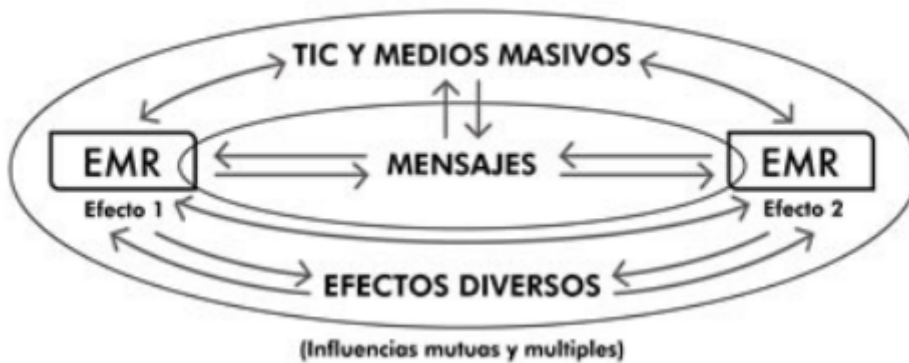 TIC Y MEDIOS MASIVOS
EMR
MENSAJES
EMR
Efecto 1
Efecto 2
EFECTOS DIVERSOS
(Influencias mutuas y multiples)